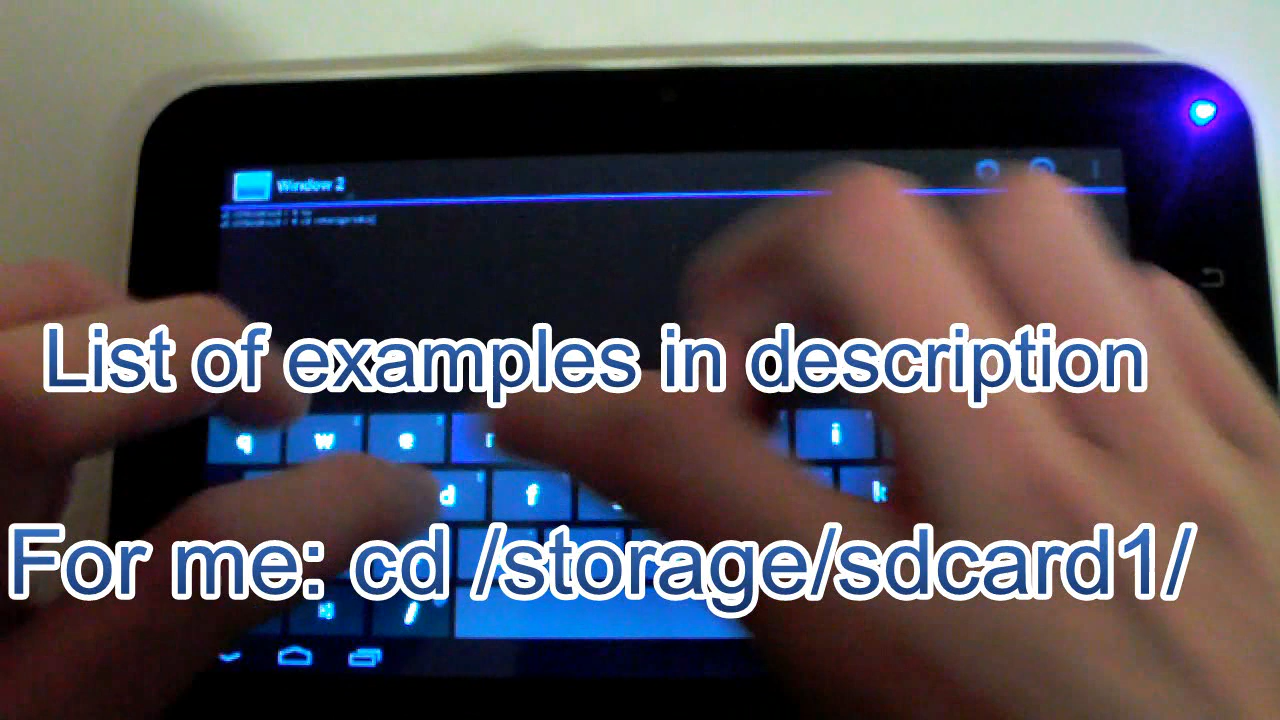 Window 2
List of examples in description
q w e i
d f k
For me: cd /storage/sdcard1/
/